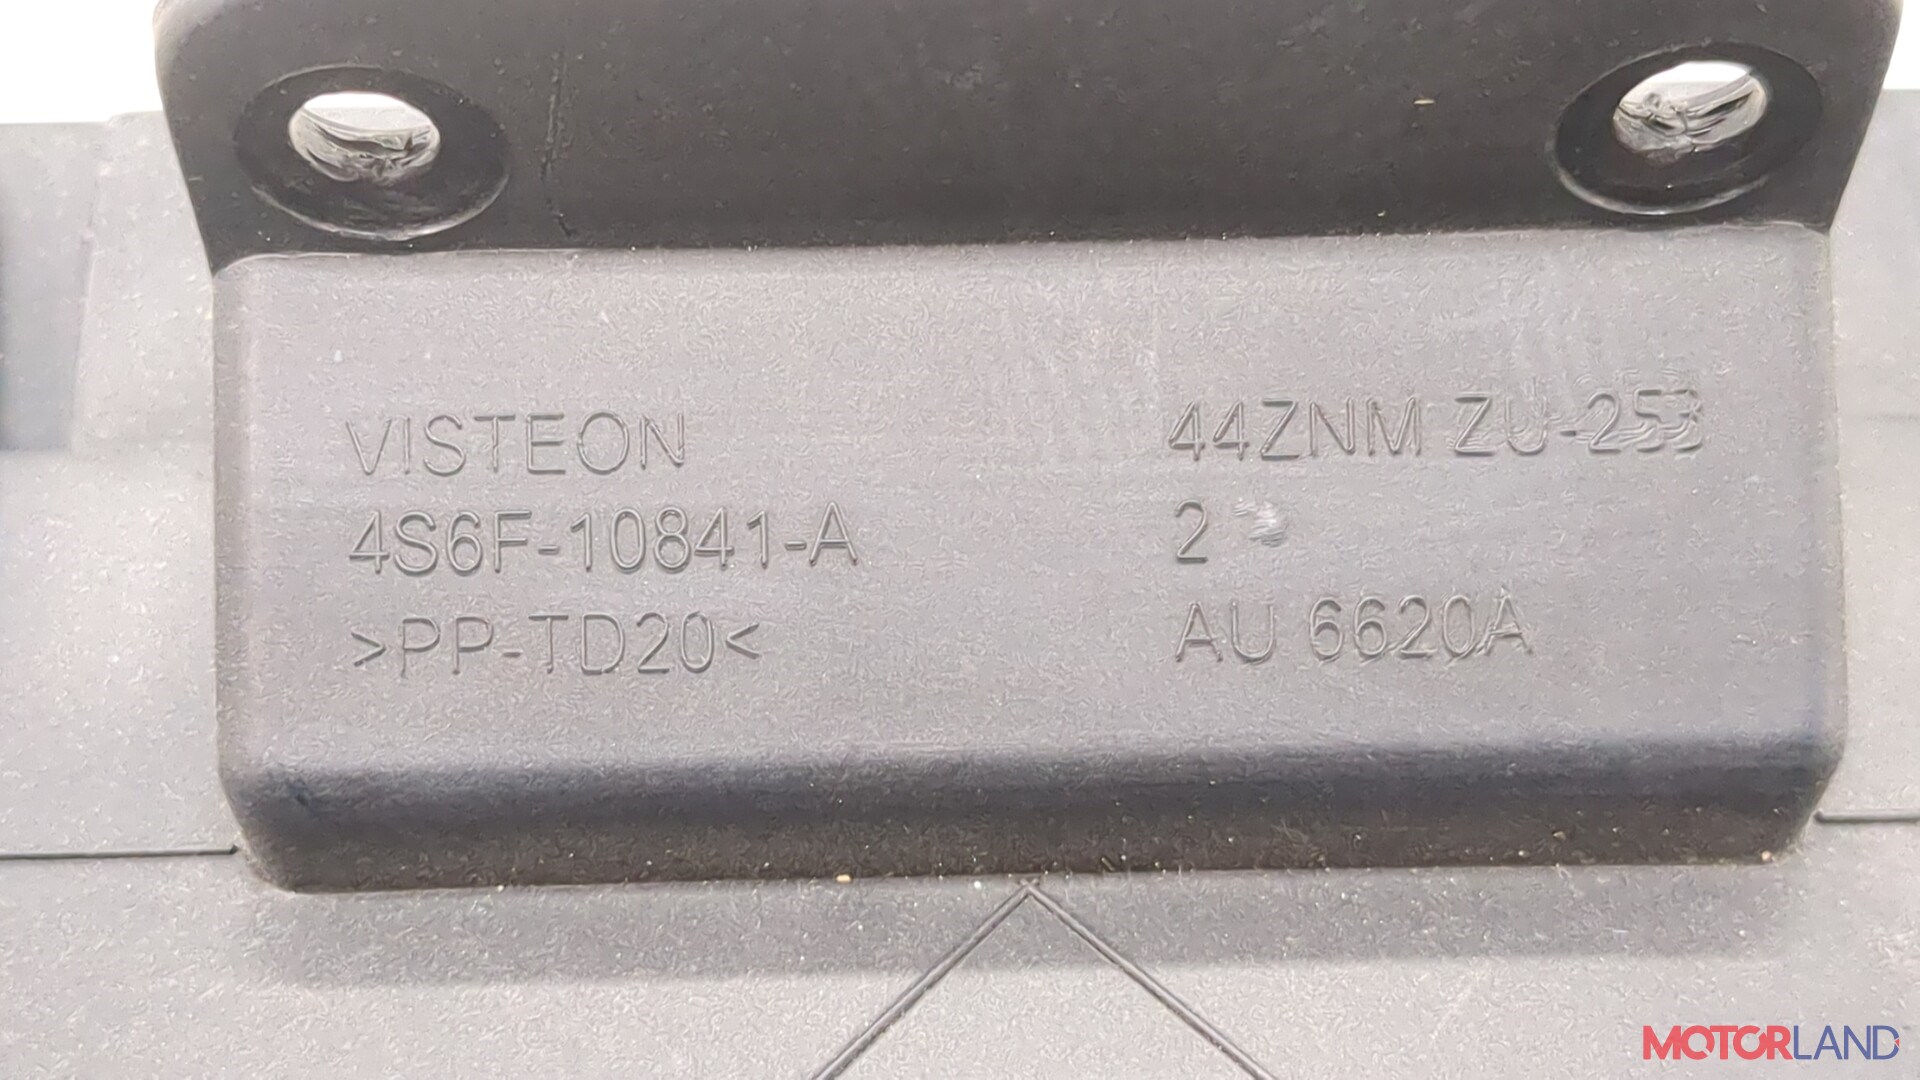 VISTEON
4S6F-10841-A
>PP-TD20<
44ZNM ZU-253
2
AU 6620A
MOTORLAND